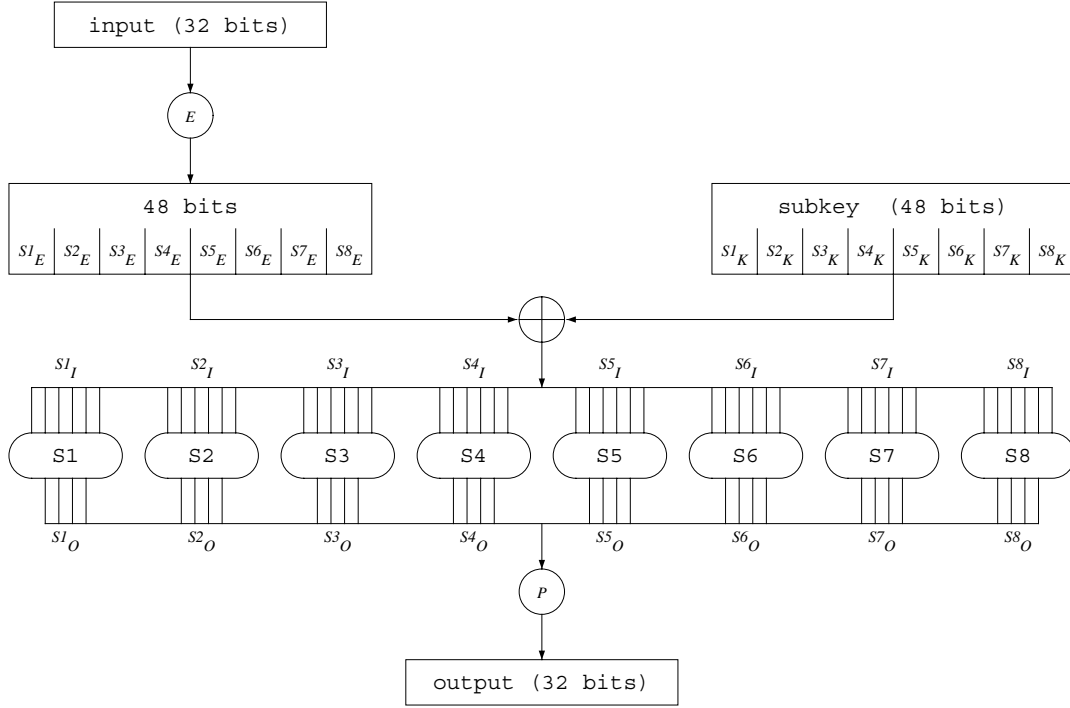 input (32 bits)
E
48 bits
subkey (48 bits)
S1E S2E S3E S4E S5E S6E S7E S8E
S1K S2K S3K S4K S5K S6K S7K S8K
S1I S2I S3I S4I S5I S6I S7I S8I
S1 S2 S3 S4 S5 S6 S7 S8
S1O S2O S3O S4O S5O S6O S7O S8O
P
output (32 bits)